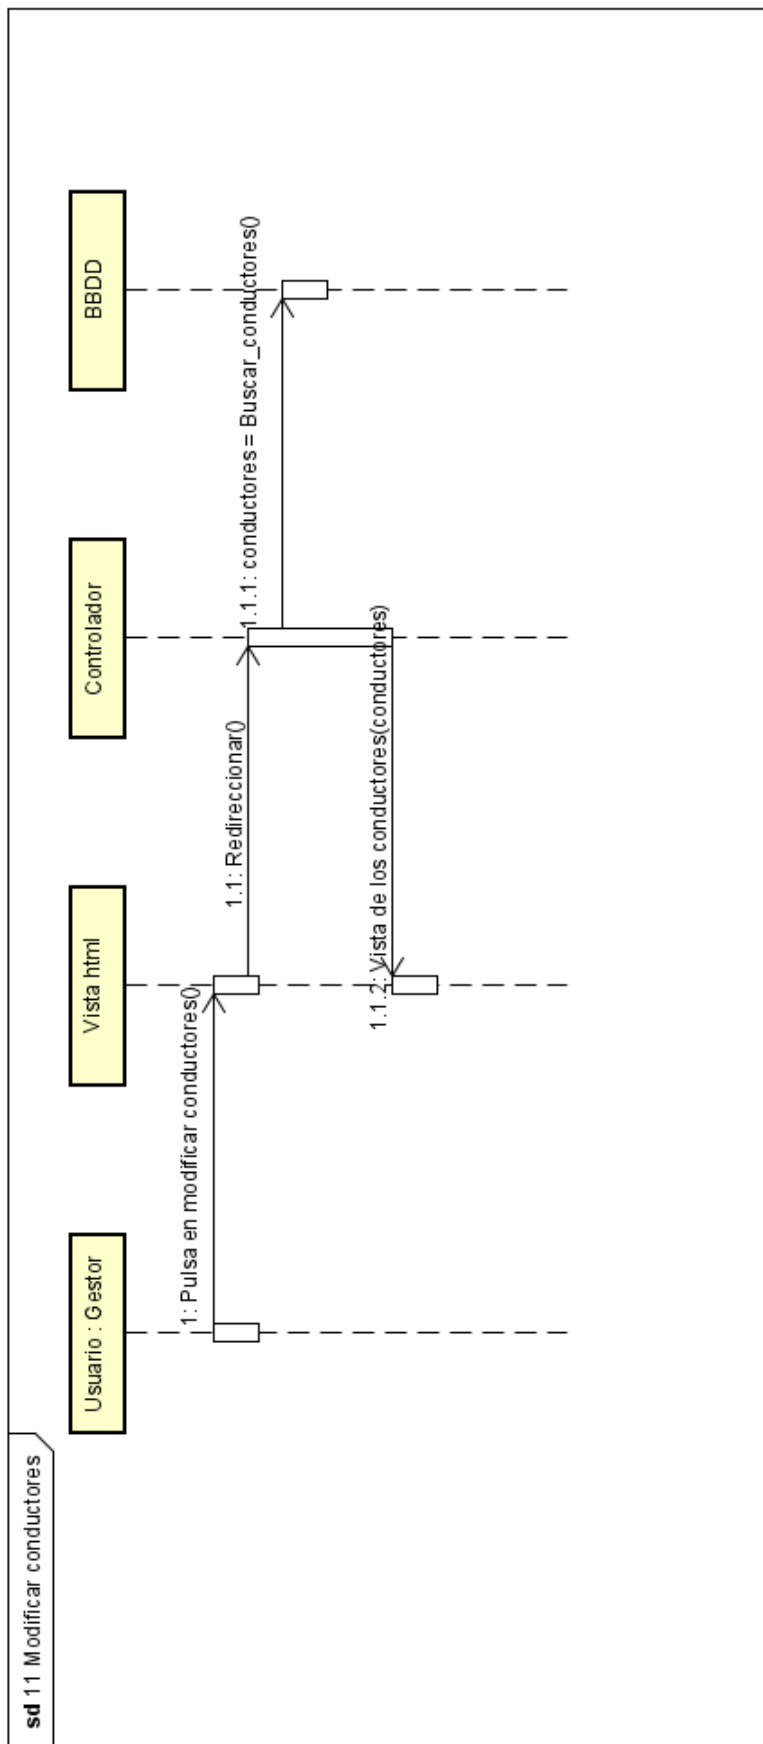 sd 11 Modificar conductores
Usuario : Gestor
Vista html
Controlador
BBDD
1: Pulsa en modificar conductores()
1.1: Redireccionar()
1.1.1: conductores = Buscar_conductores()
1.1.2: Vista de los conductores(conductores)